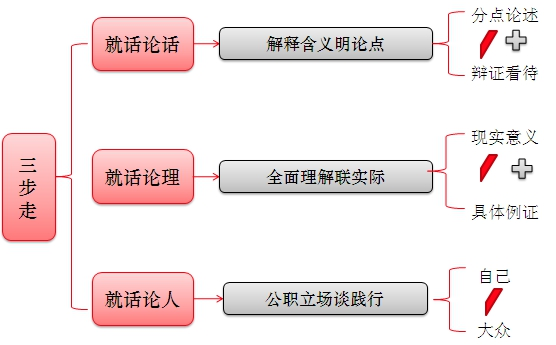 三步走
就话论话
解释含义明论点
分点论述
辩证看待
就话论理
全面理解联实际
现实意义
具体例证
就话论人
公职立场谈践行
自己
大众